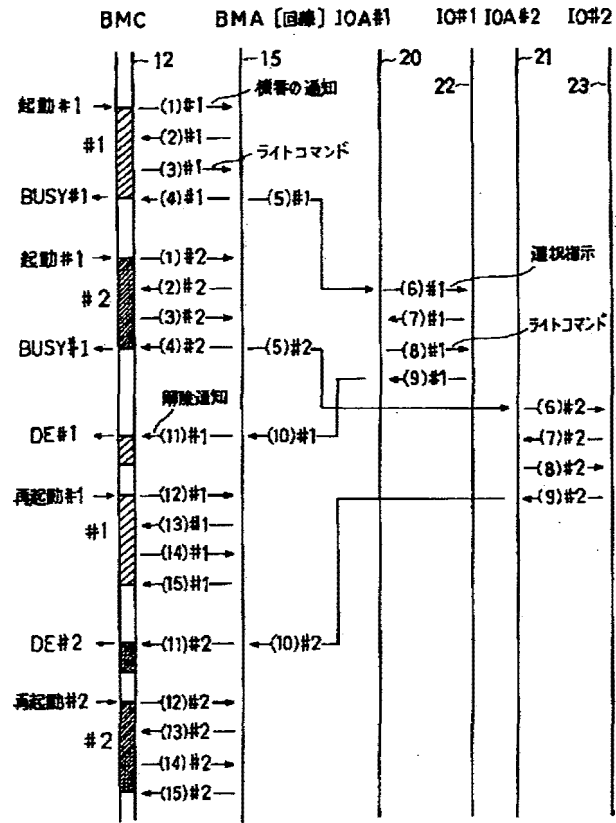 BMC BMA [回線] IOA#1 IO#1 IOA#2 IO#2
12 15 20 22 21 23
起動#1 (1)#1 機番の通知
#1 (2)#1
(3)#1 ライトコマンド
BUSY#1 (4)#1 (5)#1
起動#1 (1)#2 選択指示
#2 (2)#2 (6)#1
(3)#2 (7)#1 ライトコマンド
BUSY#1 (4)#2 (5)#2 (8)#1
(9)#1
解除通知 (6)#2
DE#1 (11)#1 (10)#1 (7)#2
(8)#2
再起動#1 (12)#1 (9)#2
#1 (13)#1
(14)#1
(15)#1
DE#2 (11)#2 (10)#2
再起動#2 (12)#2
#2 (13)#2
(14)#2
(15)#2